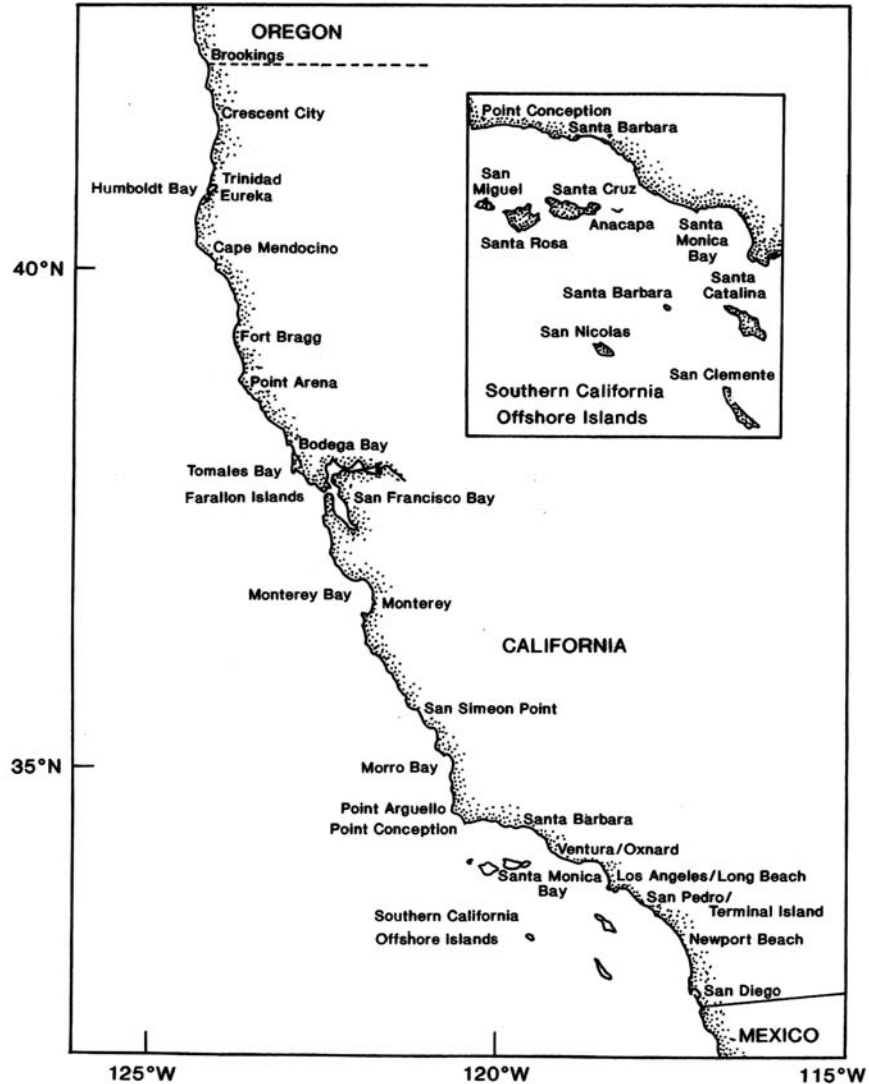 OREGON
Brookings
Crescent City
Humboldt Bay
Trinidad
Eureka
Cape Mendocino
40°N
Fort Bragg
Point Arena
Bodega Bay
Tomales Bay
Farallon Islands
San Francisco Bay
Monterey Bay
Monterey
CALIFORNIA
San Simeon Point
35°N
Morro Bay
Point Arguello
Point Conception
Santa Barbara
Ventura/Oxnard
Santa Monica
Bay
Los Angeles/Long Beach
San Pedro/
Terminal Island
Southern California
Offshore Islands
Newport Beach
San Diego
MEXICO
125°W
120°W
115°W
Point Conception
Santa Barbara
San
Miguel
Santa Cruz
Santa Rosa
Anacapa
Santa
Monica
Bay
Santa Barbara
Santa
Catalina
San Nicolas
San Clemente
Southern California
Offshore Islands